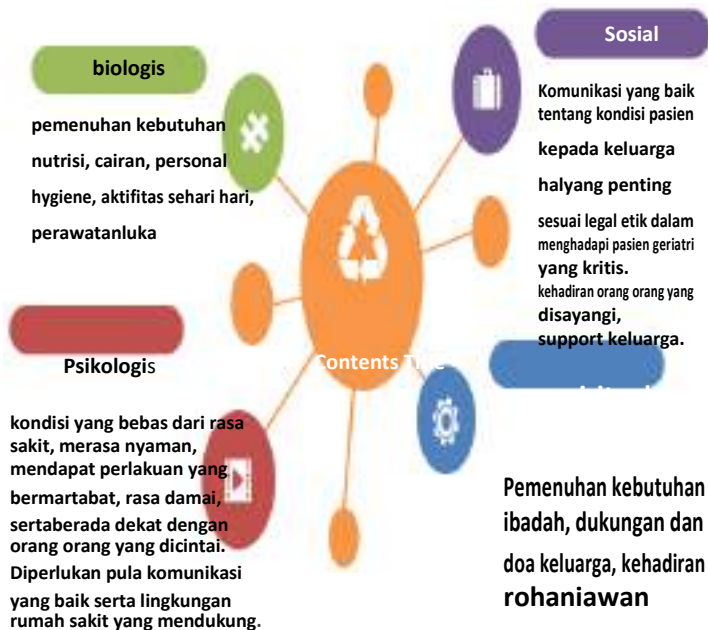 biologis
pemenuhan kebutuhan
nutrisi, cairan, personal
hygiene, aktifitas sehari hari,
perawatanluka
Sosial
Komunikasi yang baik
tentang kondisi pasien
kepada keluarga
halyang penting
sesuai legal etik dalam
menghadapi pasien geriatri
yang kritis.
kehadiran orang orang yang
disayangi,
support keluarga.
Contents
Psikologis
kondisi yang bebas dari rasa
sakit, merasa nyaman,
mendapat perlakuan yang
bermartabat, rasa damai,
sertaberada dekat dengan
orang orang yang dicintai.
Diperlukan pula komunikasi
yang baik serta lingkungan
rumah sakit yang mendukung.
Pemenuhan kebutuhan
ibadah, dukungan dan
doa keluarga, kehadiran
rohaniawan